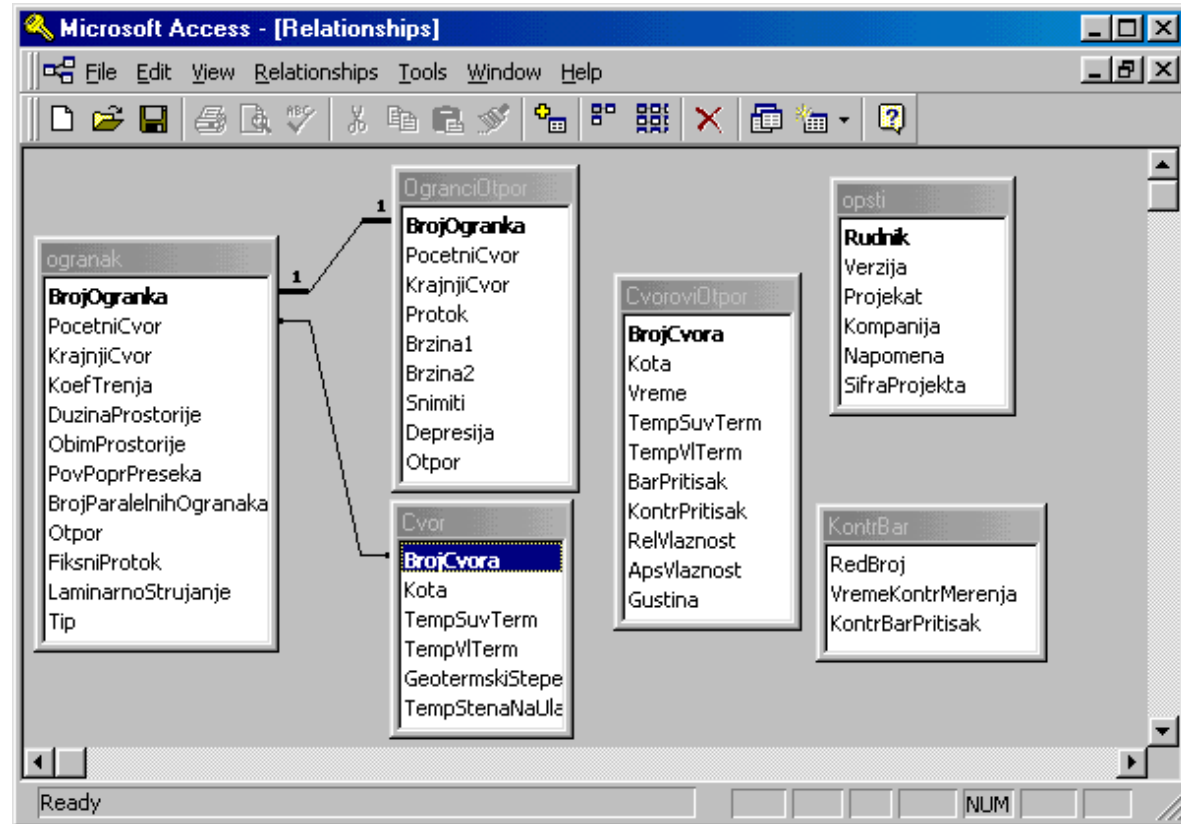 Microsoft Access - [Relationships]
File Edit View Relationships Tools Window Help
ABC
ogranak
BrojOgranka
PocetniCvor
KrajnjiCvor
KoefTrenja
DuzinaProstorije
ObimProstorije
PovPoprPreseka
BrojParalelnihOgranaka
Otpor
FiksniProtok
LaminarnoStrujanje
Tip
1
1
OgranciOtpor
BrojOgranka
PocetniCvor
KrajnjiCvor
Protok
Brzina1
Brzina2
Snimiti
Depresija
Otpor
Cvor
BrojCvora
Kota
TempSuvTerm
TempVlTerm
GeotermskiStepe
TempStenaNaUla
CvoroviOtpor
BrojCvora
Kota
Vreme
TempSuvTerm
TempVlTerm
BarPritisak
KontrPritisak
RelVlaznost
ApsVlaznost
Gustina
opsti
Rudnik
Verzija
Projekat
Kompanija
Napomena
SifraProjekta
KontrBar
RedBroj
VremeKontrMerenja
KontrBarPritisak
Ready
NUM